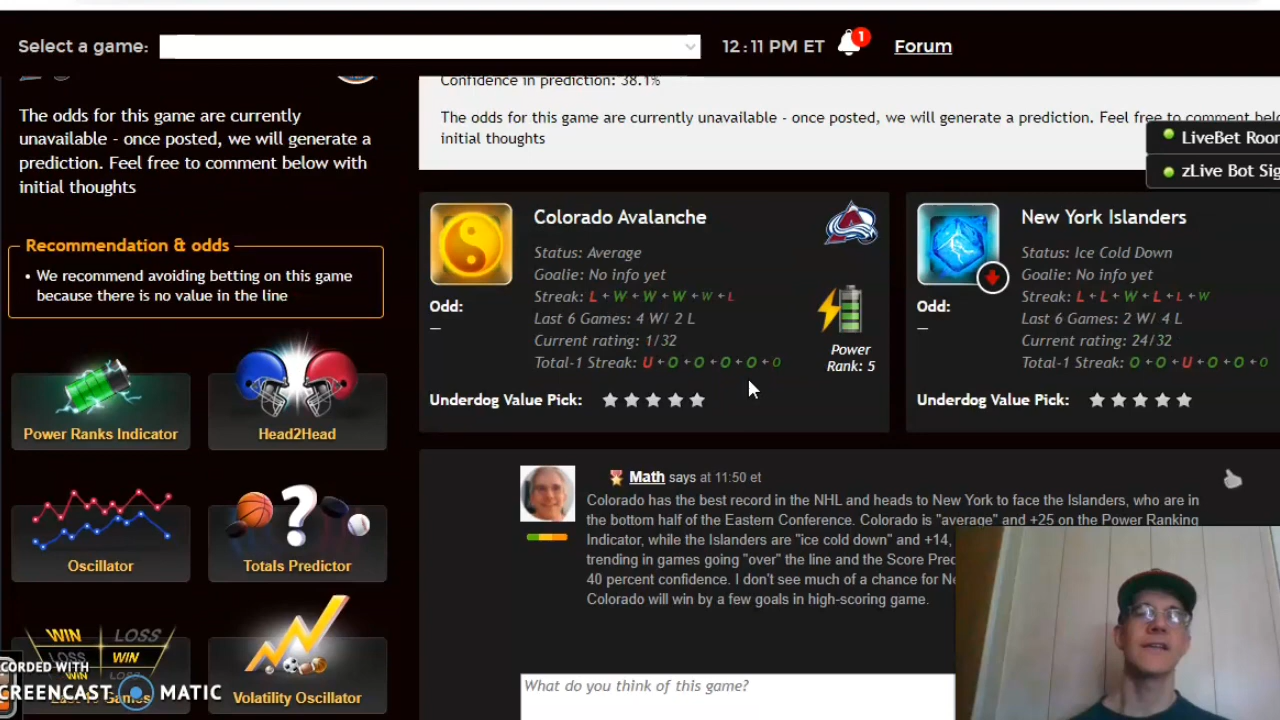 Select a game:
12:11 PM ET
1
Forum
The odds for this game are currently
unavailable - once posted, we will generate a
prediction. Feel free to comment below with
initial thoughts
Recommendation & odds
• We recommend avoiding betting on this game
because there is no value in the line
Power Ranks Indicator
Head2Head
Oscillator
Totals Predictor
WIN LOSS
LOSS WIN
WIN
Volatility Oscillator
CORDED WITH
CREENCAST MATIC
Confidence in prediction: 38.1%
The odds for this game are currently unavailable - once posted, we will generate a prediction. Feel free to comment
initial thoughts
LiveBet Roor
zLive Bot Sig
Colorado Avalanche
Status: Average
Goalie: No info yet
Streak: L←W←W←W←W←L
Last 6 Games: 4 W/ 2 L
Current rating: 1/32
Total-1 Streak: U←O←O←O←O←O
Odd:
—
Power
Rank: 5
Underdog Value Pick:
New York Islanders
Status: Ice Cold Down
Goalie: No info yet
Streak: L←L←W←L←L←W
Last 6 Games: 2 W/ 4 L
Current rating: 24/32
Total-1 Streak: O←O←U←O←O←O
Odd:
—
Underdog Value Pick:
Math says at 11:50 et
Colorado has the best record in the NHL and heads to New York to face the Islanders, who are in
the bottom half of the Eastern Conference. Colorado is "average" and +25 on the Power Ranking
Indicator, while the Islanders are "ice cold down" and +14,
trending in games going "over" the line and the Score Pred
40 percent confidence. I don't see much of a chance for Ne
Colorado will win by a few goals in high-scoring game.
What do you think of this game?